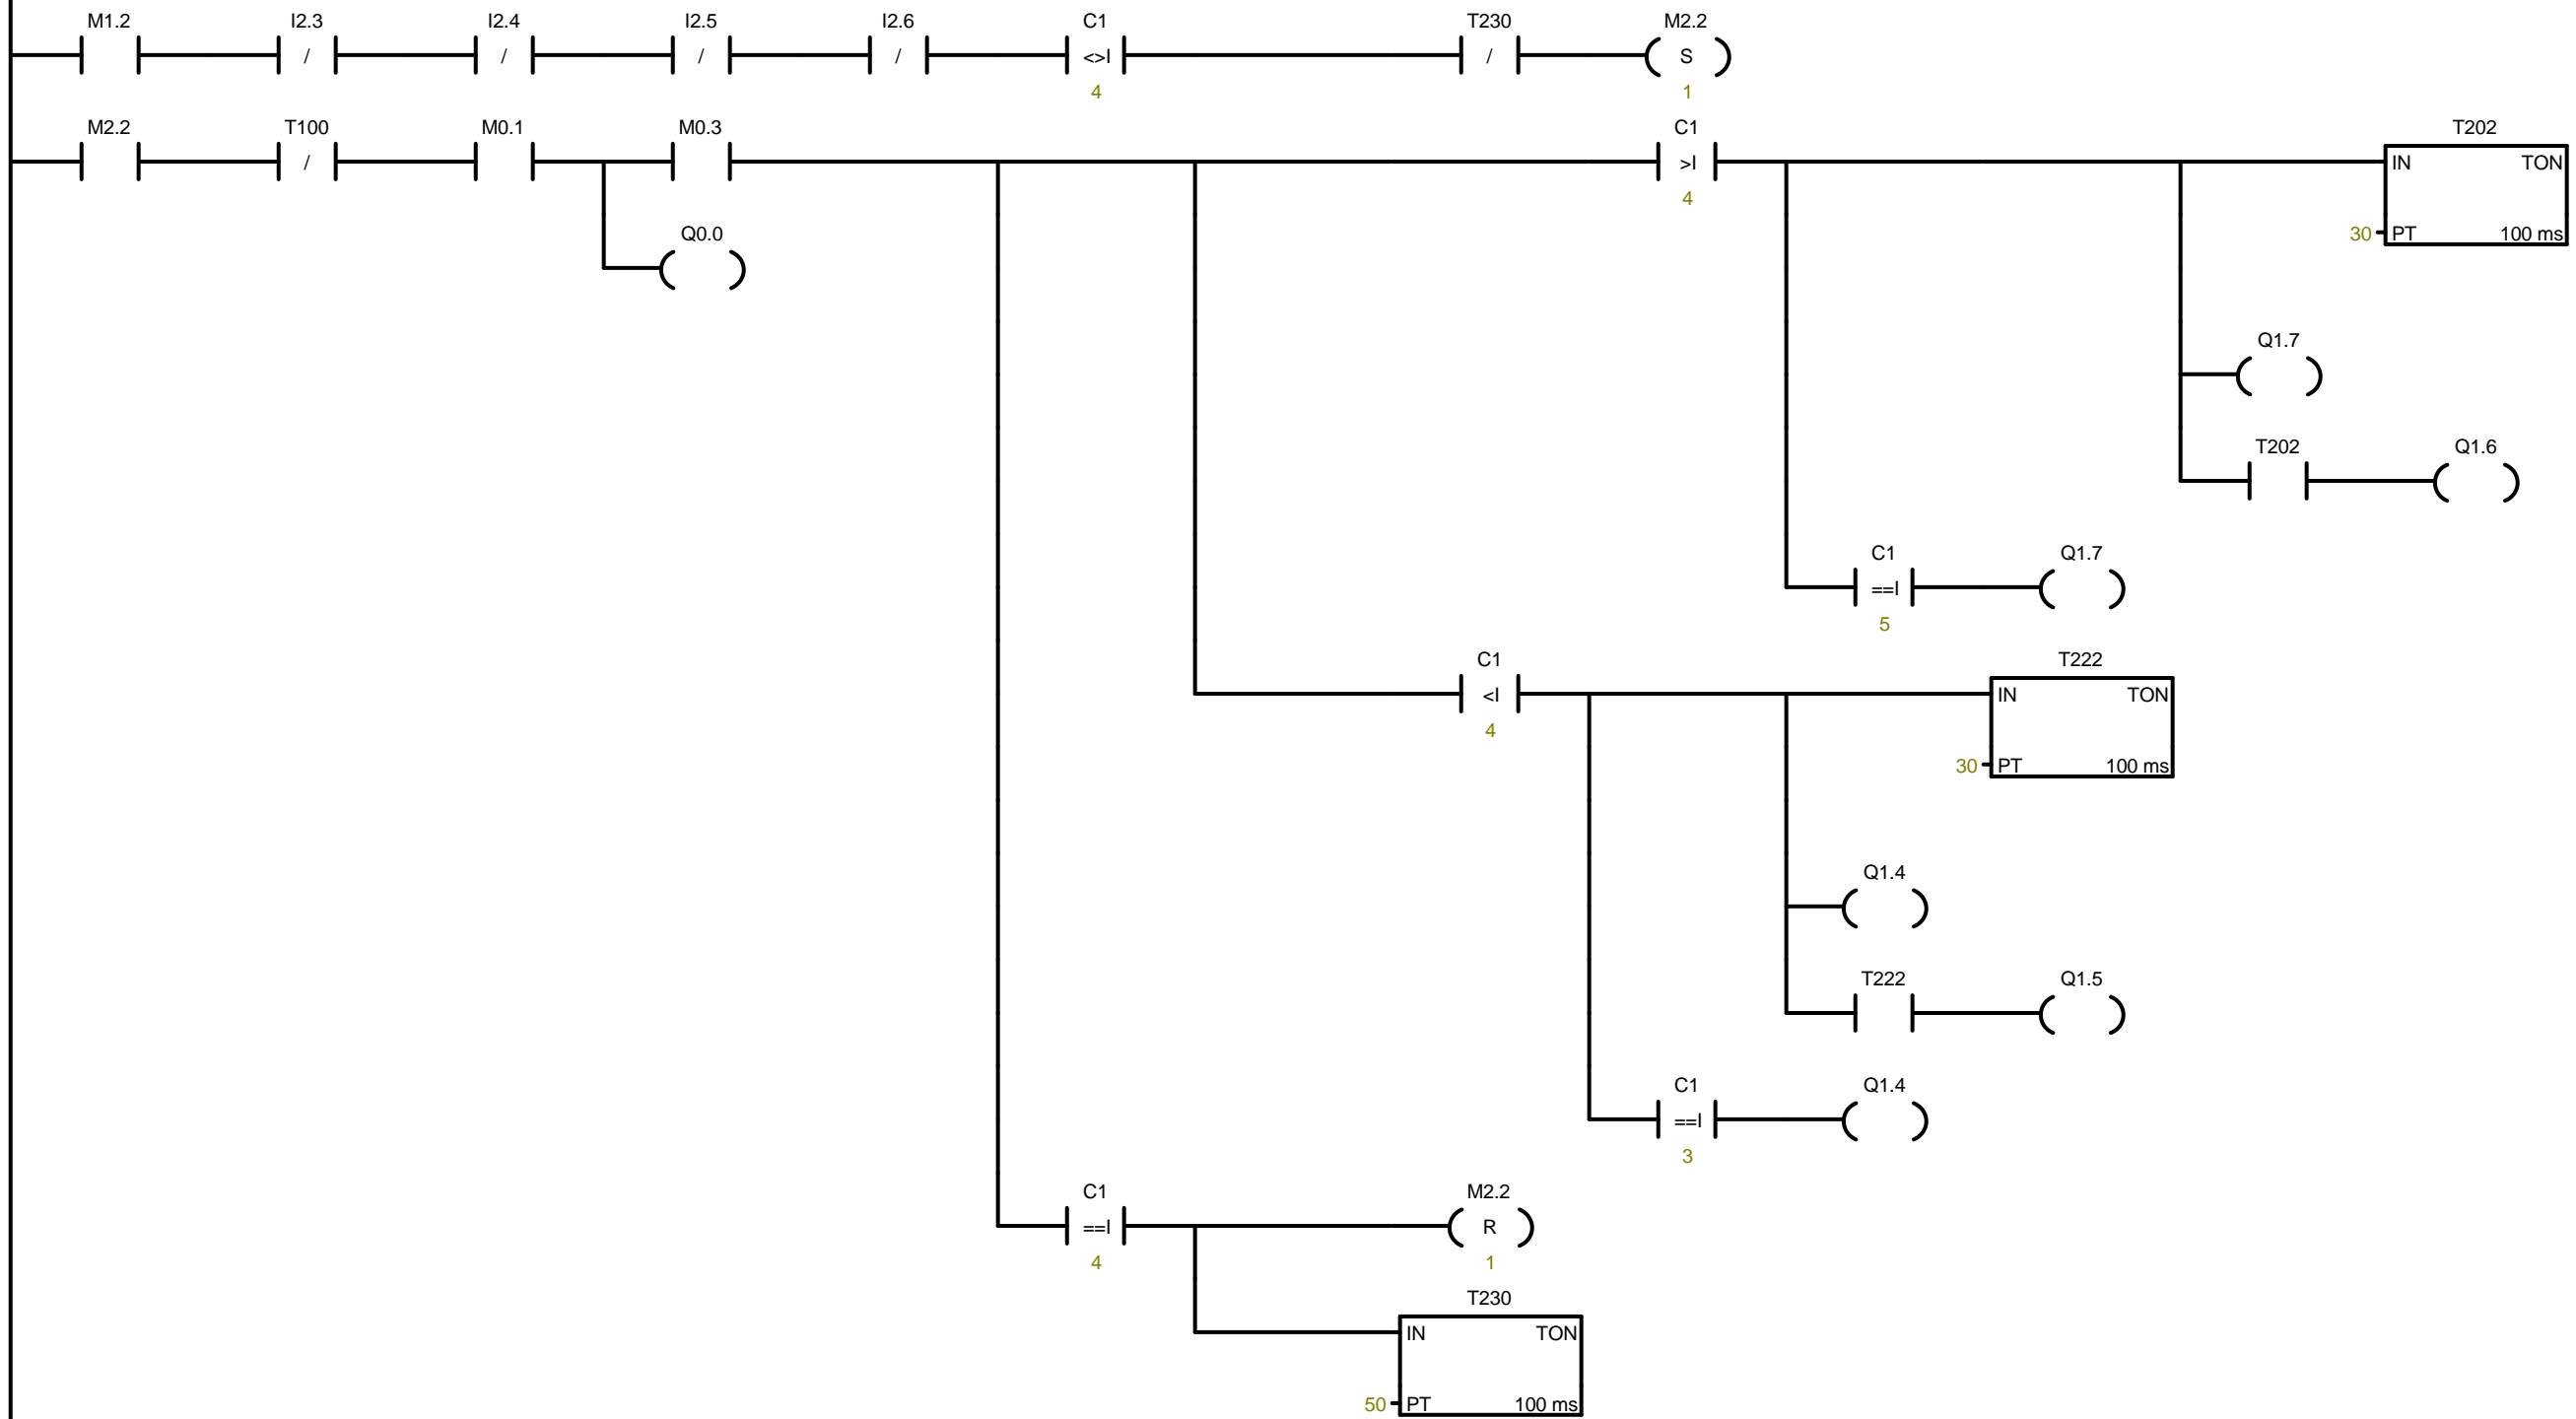 M1.2 I2.3 I2.4 I2.5 I2.6 C1 T230 M2.2
/ / / / <>I / S
4 1
M2.2 T100 M0.1 M0.3 C1 T202
/ >I IN TON
4 30 PT 100 ms
Q0.0
Q1.7
T202 Q1.6
C1 Q1.7
==I
5
C1 T222
<I IN TON
4 30 PT 100 ms
Q1.4
T222 Q1.5
C1 Q1.4
==I
3
C1 M2.2
==I R
4 1
T230
IN TON
50 PT 100 ms